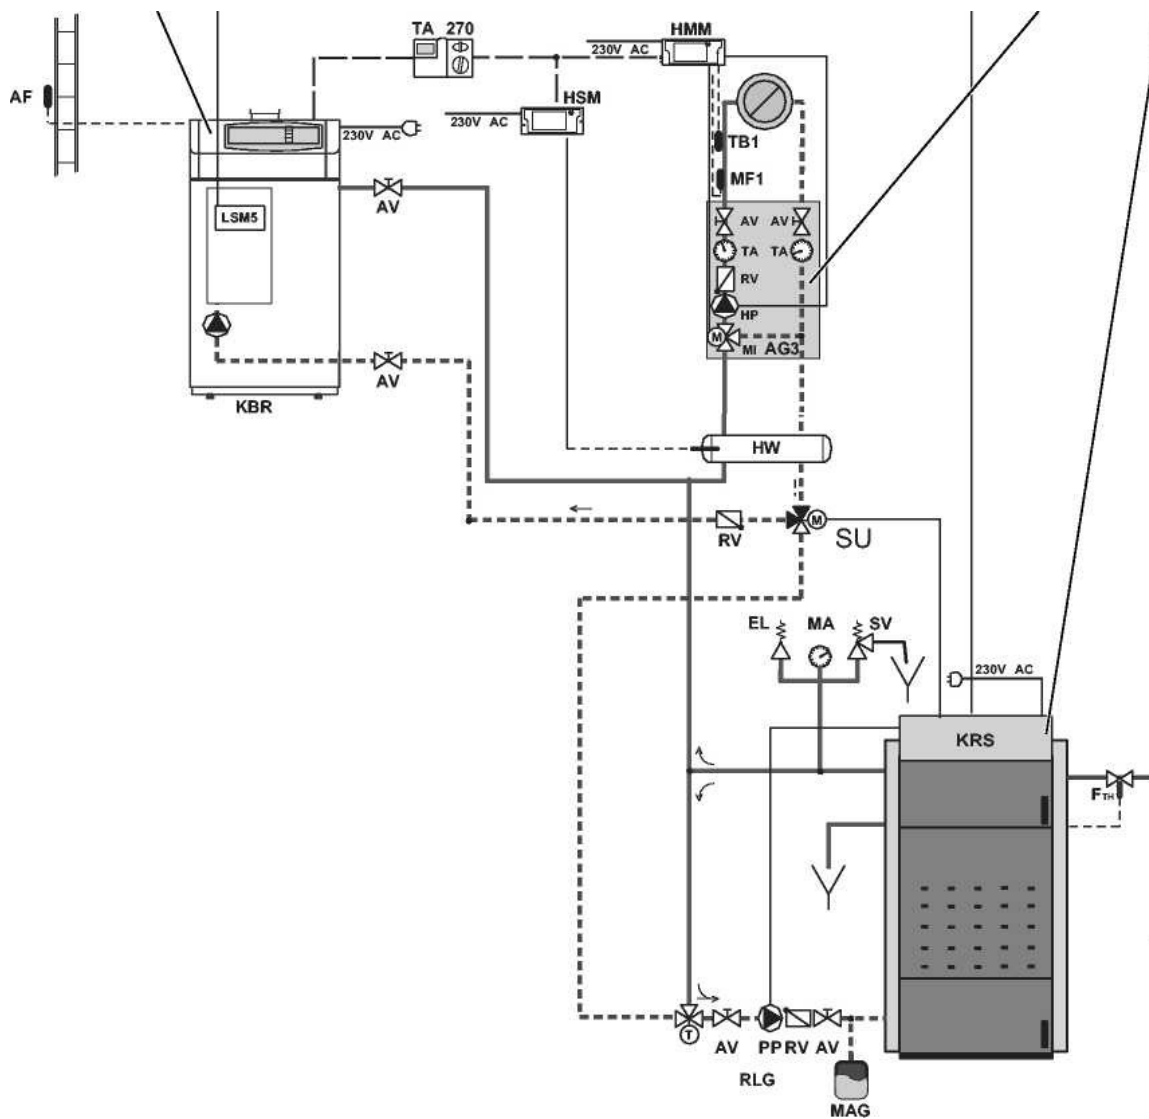 TA 270
HMM
230V AC
AF
HSM
230V AC
230V AC
TB1
MF1
AV
LSM5
AV AV
TA TA
RV
HP
M
MI AG3
AV
KBR
HW
M
RV
SU
EL MA SV
230V AC
KRS
FTH
T
AV PP RV AV
RLG
MAG